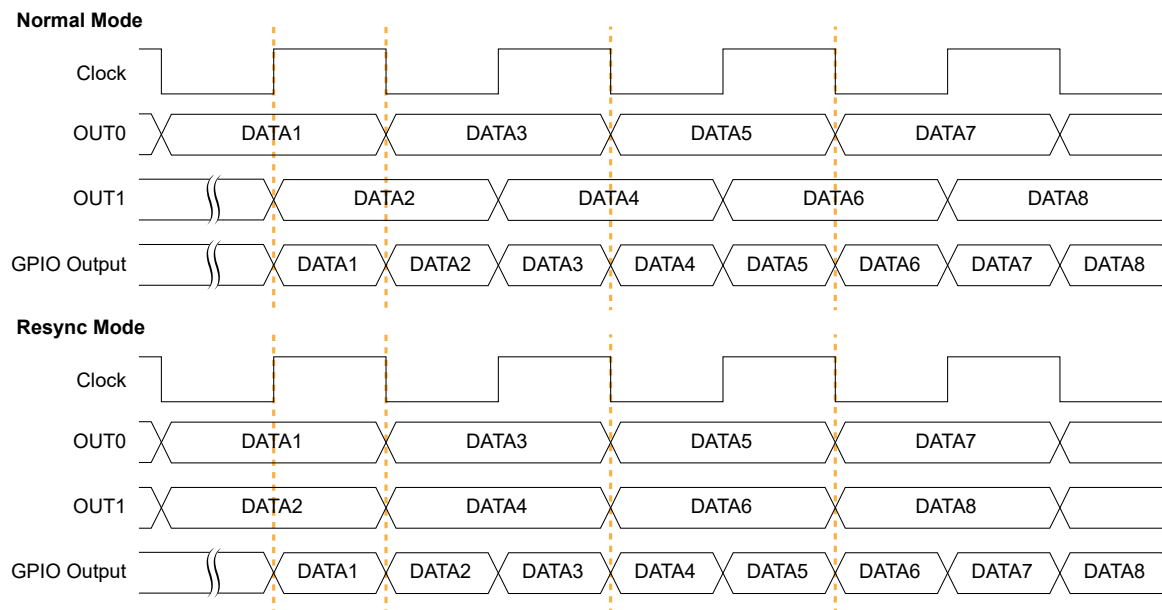 Normal Mode
Clock
OUT0 DATA1 DATA3 DATA5 DATA7
OUT1 DATA2 DATA4 DATA6 DATA8
GPIO Output DATA1 DATA2 DATA3 DATA4 DATA5 DATA6 DATA7 DATA8
Resync Mode
Clock
OUT0 DATA1 DATA3 DATA5 DATA7
OUT1 DATA2 DATA4 DATA6 DATA8
GPIO Output DATA1 DATA2 DATA3 DATA4 DATA5 DATA6 DATA7 DATA8